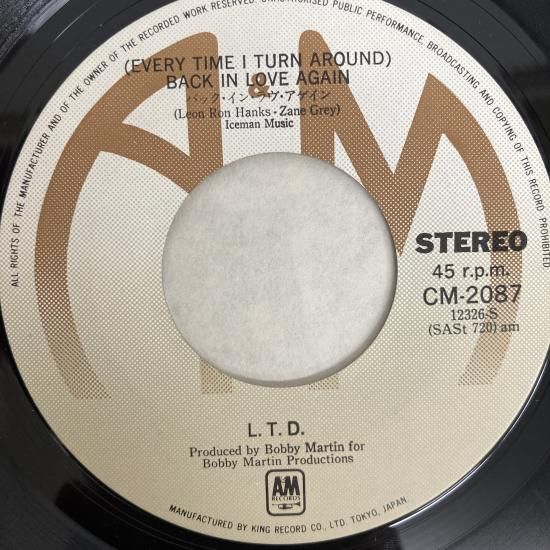 ALL RIGHTS OF THE MANUFACTURER AND OF THE OWNER OF THE RECORDED WORK RESERVED. UNAUTHORISED PUBLIC PERFORMANCE, BROADCASTING AND COPYING OF THIS RECORD PROHIBITED
(EVERY TIME I TURN AROUND)
BACK IN LOVE AGAIN
バック・イン・ラヴ・アゲイン
(Leon Ron Hanks・Zane Grey)
Iceman Music
A&M
STEREO
45 r.p.m.
CM-2087
12326-S
(SASt 720) am
L. T. D.
Produced by Bobby Martin for
Bobby Martin Productions
AM
RECORDS
MANUFACTURED BY KING RECORD CO., LTD. TOKYO, JAPAN.